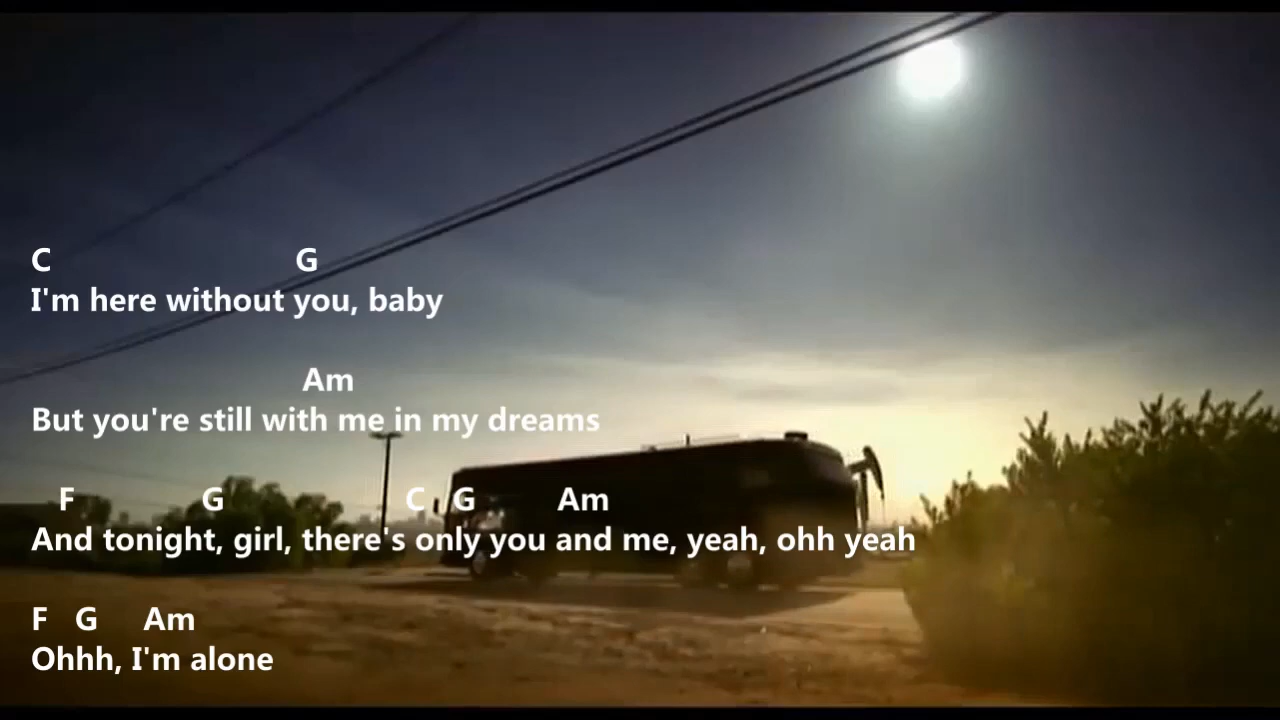 C G
I'm here without you, baby
Am
But you're still with me in my dreams
F G C G Am
And tonight, girl, there's only you and me, yeah, ohh yeah
F G Am
Ohhh, I'm alone